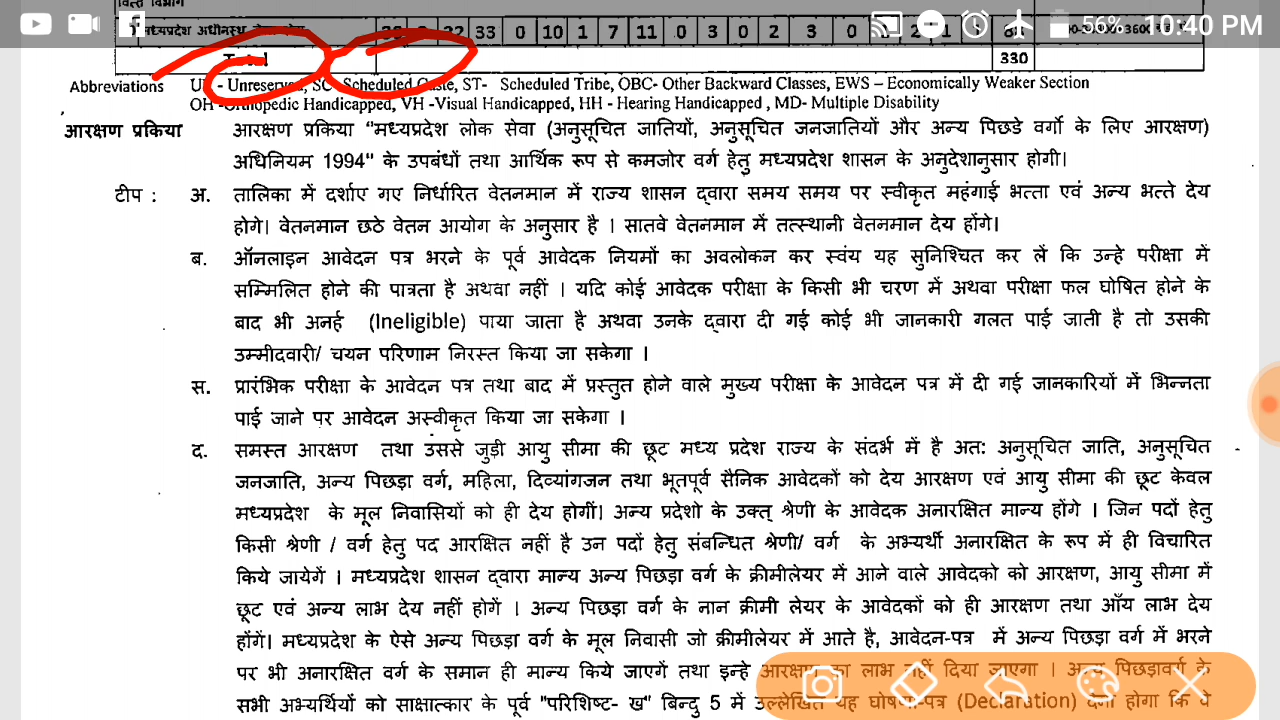 वित्त विभाग
56% 10:40 PM
मध्यप्रदेश अधीनस्थ 33 0 10 1 7 11 0 3 0 2 3 0
Total 330
Abbreviations - Unreserved, Scheduled Caste, ST- Scheduled Tribe, OBC- Other Backward Classes, EWS – Economically Weaker Section
OH -Orthopedic Handicapped, VH -Visual Handicapped, HH - Hearing Handicapped , MD- Multiple Disability
आरक्षण प्रकिया आरक्षण प्रकिया "मध्यप्रदेश लोक सेवा (अनुसूचित जातियों, अनुसूचित जनजातियों और अन्य पिछडे वर्गो के लिए आरक्षण)
अधिनियम 1994" के उपबंधों तथा आर्थिक रूप से कमजोर वर्ग हेतु मध्यप्रदेश शासन के अनुदेशानुसार होगी।
टीप : अ. तालिका में दर्शाए गए निर्धारित वेतनमान में राज्य शासन द्वारा समय समय पर स्वीकृत महंगाई भत्ता एवं अन्य भत्ते देय
होगे। वेतनमान छठे वेतन आयोग के अनुसार है । सातवे वेतनमान में तत्स्थानी वेतनमान देय होंगे।
ब. ऑनलाइन आवेदन पत्र भरने के पूर्व आवेदक नियमों का अवलोकन कर स्वंय यह सुनिश्चित कर लें कि उन्हे परीक्षा में
सम्मिलित होने की पात्रता है अथवा नहीं । यदि कोई आवेदक परीक्षा के किसी भी चरण में अथवा परीक्षा फल घोषित होने के
बाद भी अनर्ह (Ineligible) पाया जाता है अथवा उनके द्वारा दी गई कोई भी जानकारी गलत पाई जाती है तो उसकी
उम्मीदवारी/ चयन परिणाम निरस्त किया जा सकेगा ।
स. प्रारंभिक परीक्षा के आवेदन पत्र तथा बाद में प्रस्तुत होने वाले मुख्य परीक्षा के आवेदन पत्र में दी गई जानकारियों में भिन्नता
पाई जाने पर आवेदन अस्वीकृत किया जा सकेगा ।
द. समस्त आरक्षण तथा उससे जुड़ी आयु सीमा की छूट मध्य प्रदेश राज्य के संदर्भ में है अत: अनुसूचित जाति, अनुसूचित
जनजाति, अन्य पिछड़ा वर्ग, महिला, दिव्यांगजन तथा भूतपूर्व सैनिक आवेदकों को देय आरक्षण एवं आयु सीमा की छूट केवल
मध्यप्रदेश के मूल निवासियों को ही देय होगीं। अन्य प्रदेशो के उक्त् श्रेणी के आवेदक अनारक्षित मान्य होंगे । जिन पदों हेतु
किसी श्रेणी / वर्ग हेतु पद आरक्षित नहीं है उन पदों हेतु संबन्धित श्रेणी/ वर्ग के अभ्यर्थी अनारक्षित के रूप में ही विचारित
किये जायेगें । मध्यप्रदेश शासन द्वारा मान्य अन्य पिछड़ा वर्ग के क्रीमीलेयर में आने वाले आवेदको को आरक्षण, आयु सीमा में
छूट एवं अन्य लाभ देय नहीं होगें । अन्य पिछड़ा वर्ग के नान क्रीमी लेयर के आवेदकों को ही आरक्षण तथा आँय लाभ देय
होंगें। मध्यप्रदेश के ऐसे अन्य पिछड़ा वर्ग के मूल निवासी जो क्रीमीलेयर में आते है, आवेदन-पत्र में अन्य पिछड़ा वर्ग में भरने
पर भी अनारक्षित वर्ग के समान ही मान्य किये जाएगें तथा इन्हे आरक्षण का लाभ नहीं दिया जाएगा । अन्य पिछड़ावर्ग के
सभी अभ्यर्थियों को साक्षात्कार के पूर्व "परिशिष्ट- ख" बिन्दु 5 में उल्लेखित यह घोषणा-पत्र (Declaration) देना होगा कि वे